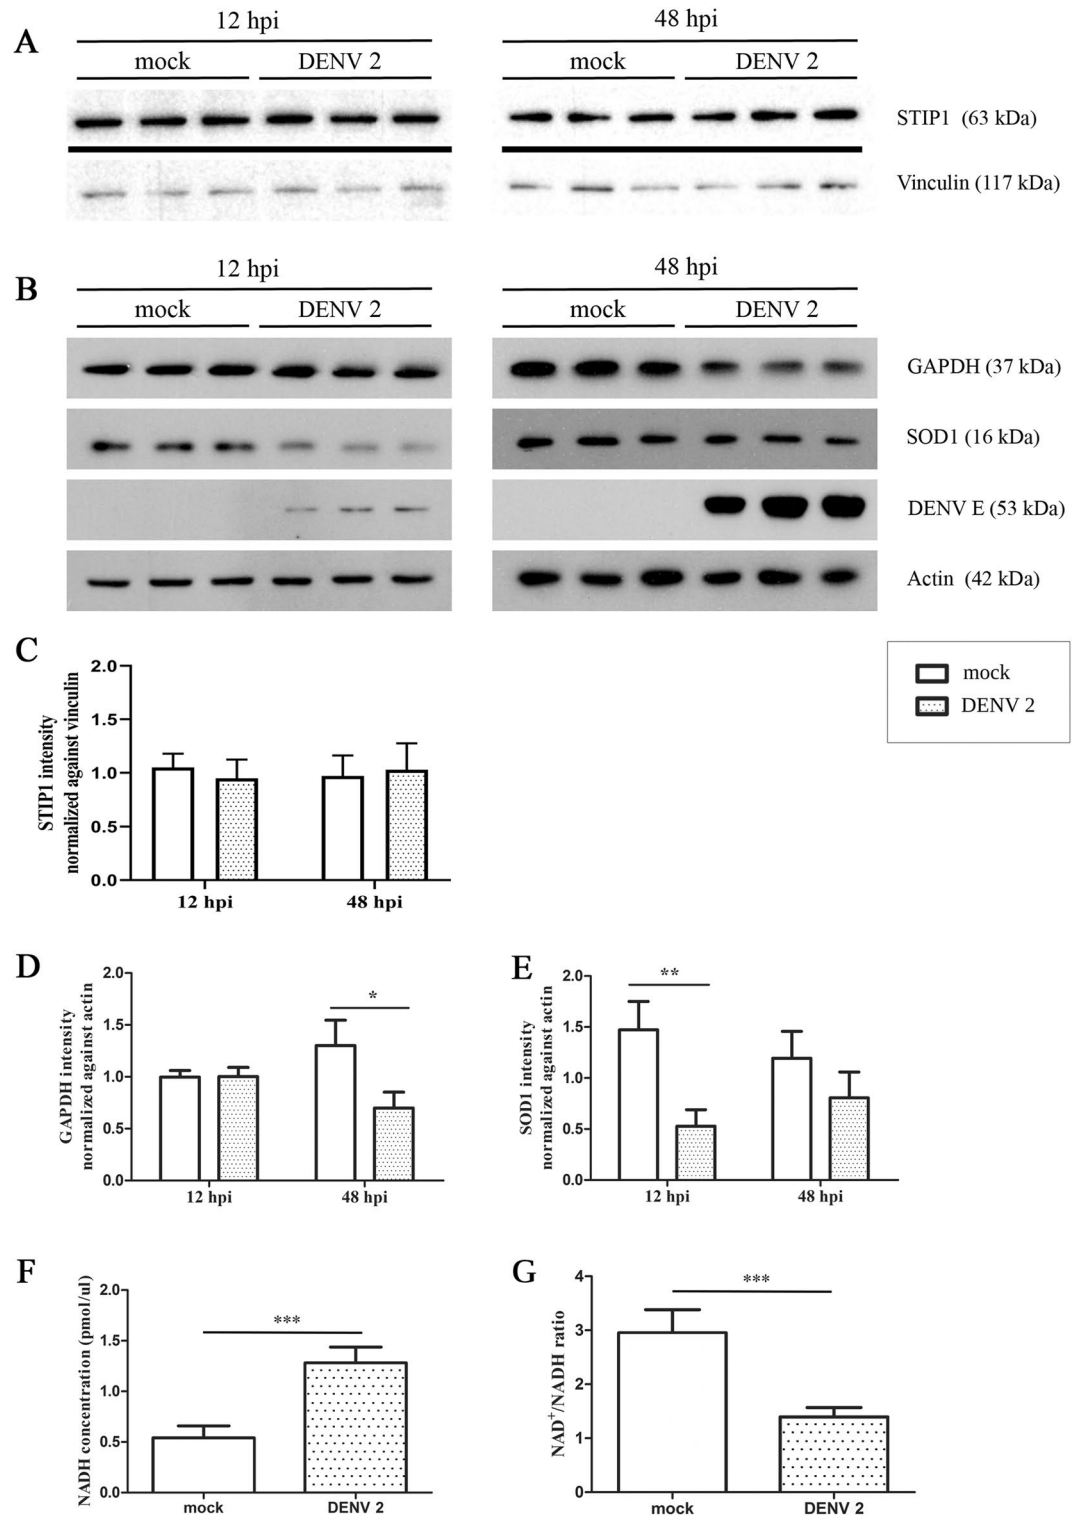 A
12 hpi
48 hpi
mock
DENV 2
mock
DENV 2
STIP1 (63 kDa)
Vinculin (117 kDa)
B
12 hpi
48 hpi
mock
DENV 2
mock
DENV 2
GAPDH (37 kDa)
SOD1 (16 kDa)
DENV E (53 kDa)
Actin (42 kDa)
C
STIP1 intensity
normalized against vinculin
2.0
1.5
1.0
0.5
0.0
12 hpi
48 hpi
mock
DENV 2
D
GAPDH intensity
normalized against actin
2.0
1.5
1.0
0.5
0.0
*
12 hpi
48 hpi
E
SOD1 intensity
normalized against actin
2.0
1.5
1.0
0.5
0.0
**
12 hpi
48 hpi
F
NADH concentration (pmol/ul)
2.0
1.5
1.0
0.5
0.0
***
mock
DENV 2
G
NAD⁺/NADH ratio
4
3
2
1
0
***
mock
DENV 2